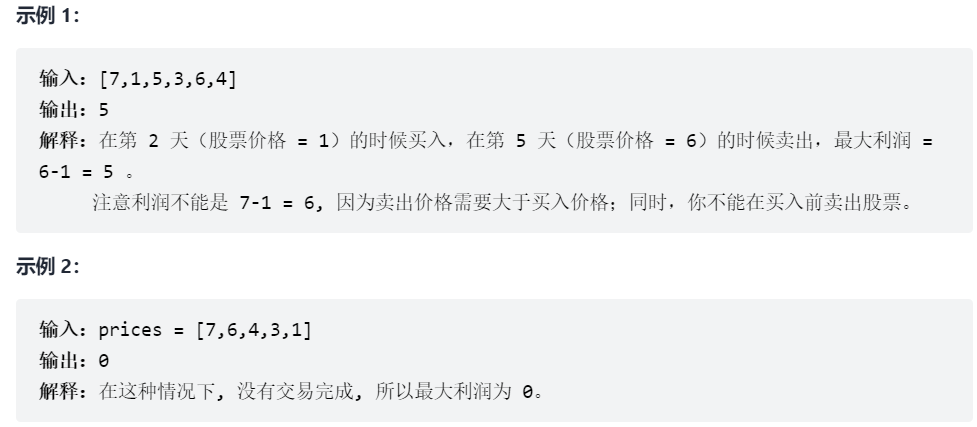 示例 1：
输入：[7,1,5,3,6,4]
输出：5
解释：在第 2 天（股票价格 = 1）的时候买入，在第 5 天（股票价格 = 6）的时候卖出，最大利润 =
6-1 = 5 。
注意利润不能是 7-1 = 6, 因为卖出价格需要大于买入价格；同时，你不能在买入前卖出股票。
示例 2：
输入：prices = [7,6,4,3,1]
输出：0
解释：在这种情况下, 没有交易完成, 所以最大利润为 0。